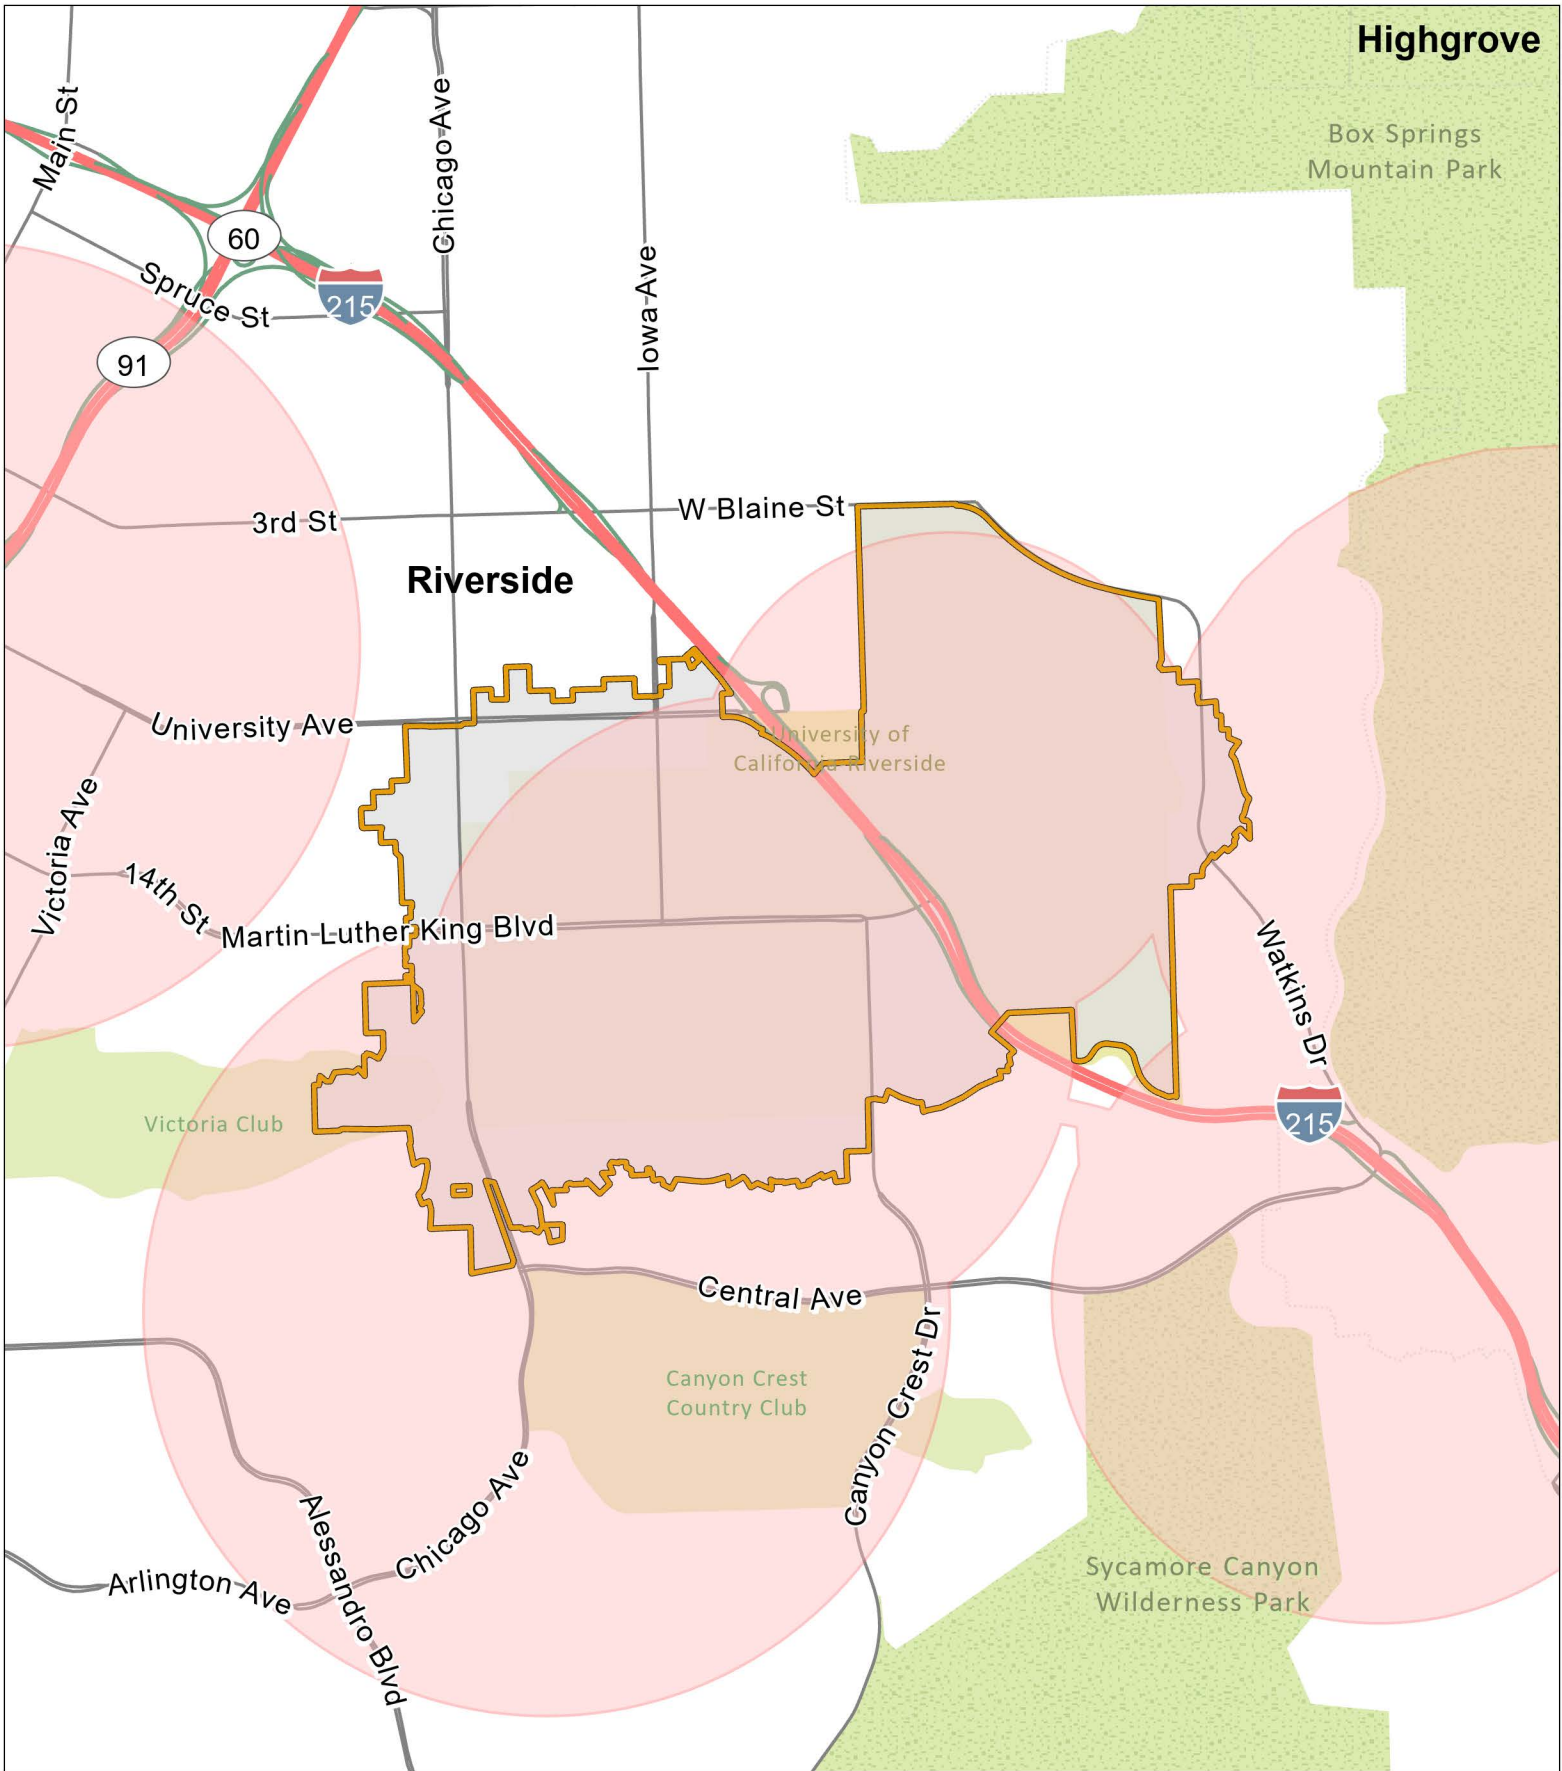 Highgrove
Main St
Chicago Ave
Box Springs
Mountain Park
60
Spruce St
215
Iowa Ave
91
3rd St
W Blaine St
Riverside
University Ave
University of
California Riverside
Victoria Ave
14th St
Martin Luther King Blvd
Watkins Dr
Victoria Club
215
Central Ave
Canyon Crest
Country Club
Canyon Crest Dr
Chicago Ave
Alessandro Blvd
Arlington Ave
Sycamore Canyon
Wilderness Park